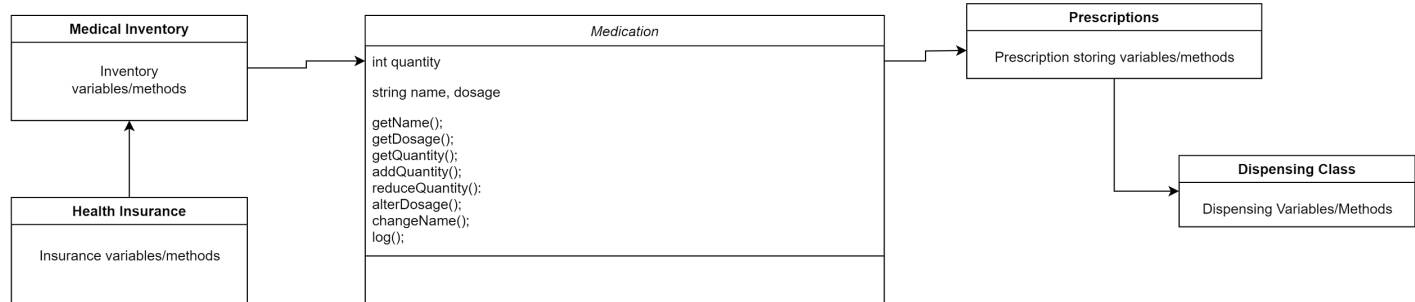 Medical Inventory
Inventory
variables/methods
Health Insurance
Insurance variables/methods
Medication
int quantity
string name, dosage
getName();
getDosage();
getQuantity();
addQuantity();
reduceQuantity():
alterDosage();
changeName();
log();
Prescriptions
Prescription storing variables/methods
Dispensing Class
Dispensing Variables/Methods